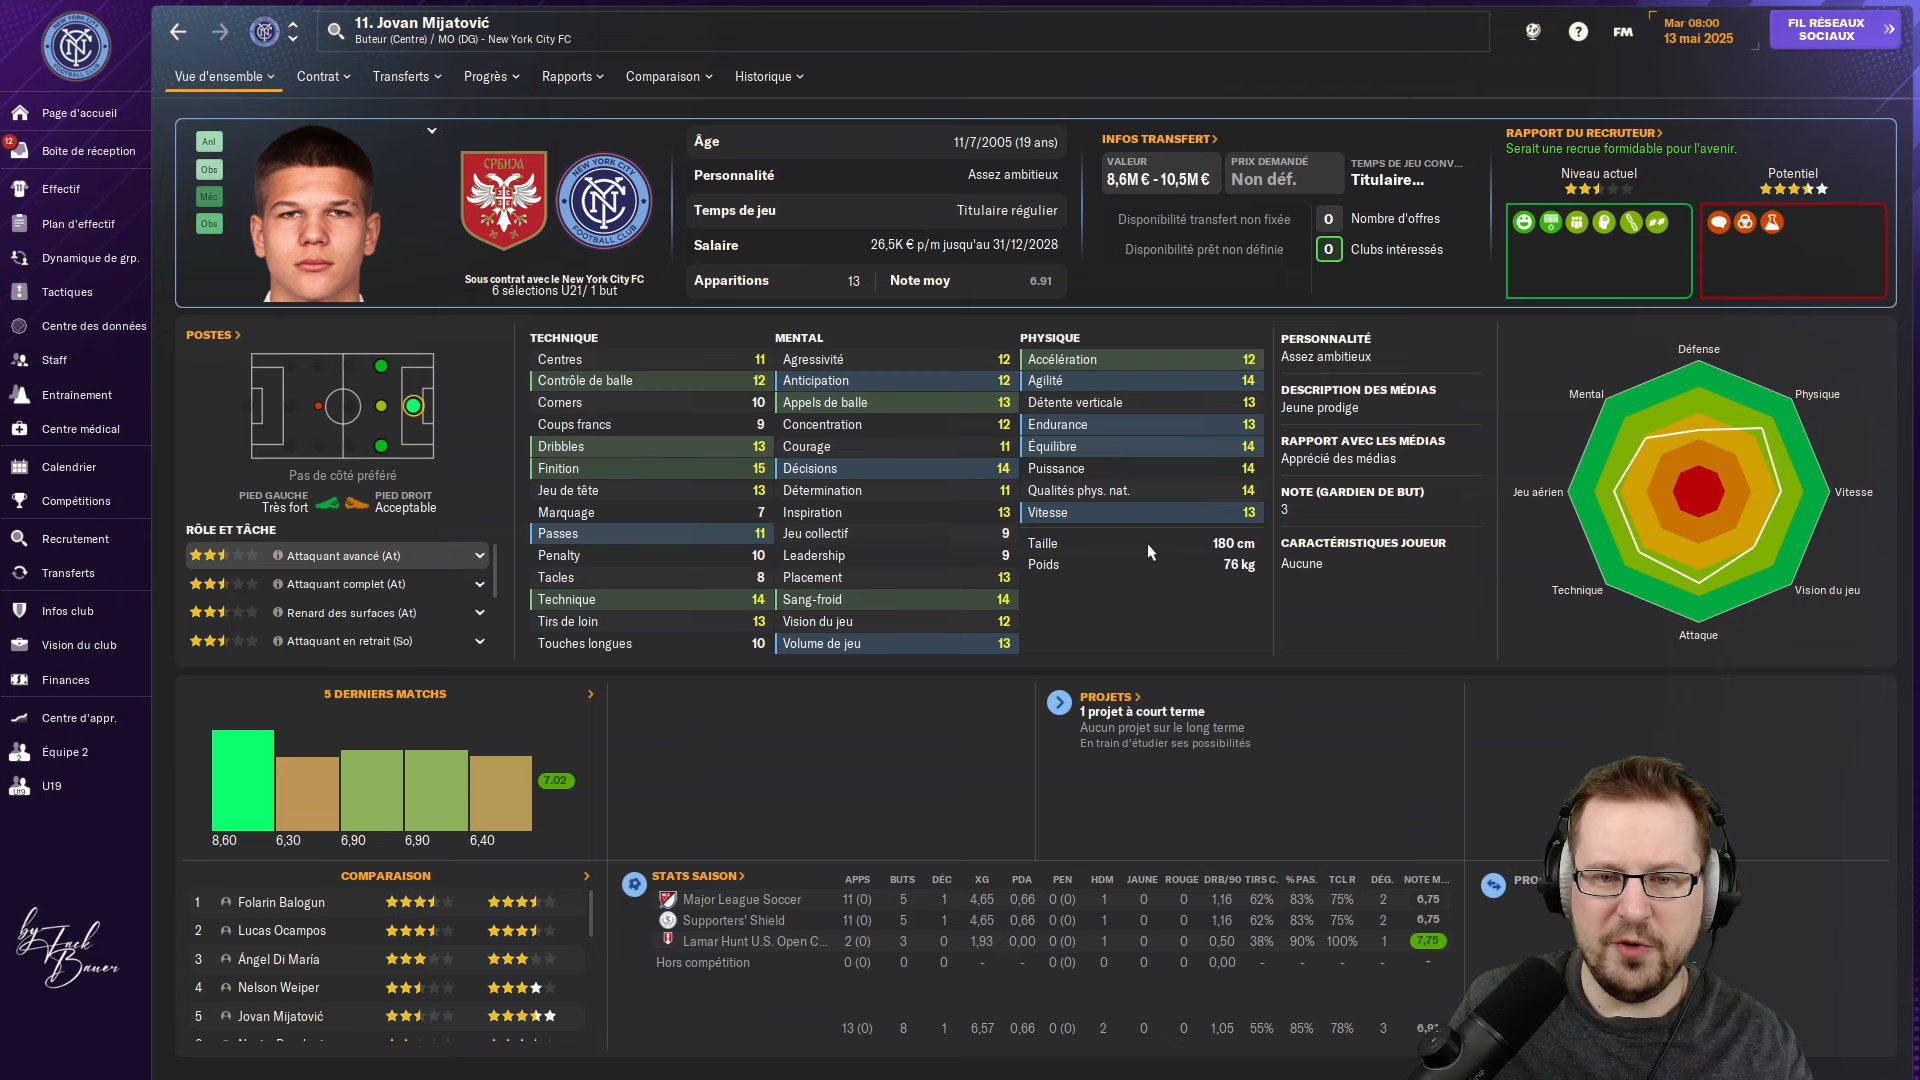 11. Jovan Mijatović
Buteur (Centre) / MO (DG) - New York City FC
FM
Mar 08:00
13 mai 2025
FIL RÉSEAUX
SOCIAUX
Vue d'ensemble
Contrat
Transferts
Progrès
Rapports
Comparaison
Historique
Page d'accueil
12
Boîte de réception
Effectif
Plan d'effectif
Dynamique de grp.
Tactiques
Centre des données
Staff
Entraînement
Centre médical
Calendrier
Compétitions
Recrutement
Transferts
Infos club
Vision du club
Finances
Centre d'appr.
Équipe 2
U19
by Tack
Bauer
Anl
Obs
Méc
Obs
СРБИЈА
NEW YORK CITY
FOOTBALL CLUB
Sous contrat avec le New York City FC
6 sélections U21/ 1 but
Âge 11/7/2005 (19 ans)
Personnalité Assez ambitieux
Temps de jeu Titulaire régulier
Salaire 26,5K € p/m jusqu'au 31/12/2028
Apparitions 13 Note moy 6.91
INFOS TRANSFERT
VALEUR
8,6M € - 10,5M €
PRIX DEMANDÉ
Non déf.
TEMPS DE JEU CONV...
Titulaire...
Disponibilité transfert non fixée 0 Nombre d'offres
Disponibilité prêt non définie 0 Clubs intéressés
RAPPORT DU RECRUTEUR
Serait une recrue formidable pour l'avenir.
Niveau actuel
Potentiel
POSTES
Pas de côté préféré
PIED GAUCHE
Très fort
PIED DROIT
Acceptable
RÔLE ET TÂCHE
Attaquant avancé (At)
Attaquant complet (At)
Renard des surfaces (At)
Attaquant en retrait (So)
TECHNIQUE
Centres 11
Contrôle de balle 12
Corners 10
Coups francs 9
Dribbles 13
Finition 15
Jeu de tête 13
Marquage 7
Passes 11
Penalty 10
Tacles 8
Technique 14
Tirs de loin 13
Touches longues 10
MENTAL
Agressivité 12
Anticipation 12
Appels de balle 13
Concentration 12
Courage 11
Décisions 14
Détermination 11
Inspiration 13
Jeu collectif 9
Leadership 9
Placement 13
Sang-froid 14
Vision du jeu 12
Volume de jeu 13
PHYSIQUE
Accélération 12
Agilité 14
Détente verticale 13
Endurance 13
Équilibre 14
Puissance 14
Qualités phys. nat. 14
Vitesse 13
Taille 180 cm
Poids 76 kg
PERSONNALITÉ
Assez ambitieux
DESCRIPTION DES MÉDIAS
Jeune prodige
RAPPORT AVEC LES MÉDIAS
Apprécié des médias
NOTE (GARDIEN DE BUT)
3
CARACTÉRISTIQUES JOUEUR
Aucune
Défense
Mental
Physique
Jeu aérien
Vitesse
Technique
Vision du jeu
Attaque
5 DERNIERS MATCHS
7.02
8,60 6,30 6,90 6,90 6,40
PROJETS
1 projet à court terme
Aucun projet sur le long terme
En train d'étudier ses possibilités
COMPARAISON
1 Folarin Balogun
2 Lucas Ocampos
3 Ángel Di María
4 Nelson Weiper
5 Jovan Mijatović
STATS SAISON APPS BUTS DÉC XG PDA PEN HDM JAUNE ROUGE DRB/90 TIRS C. % PAS. TCL R DÉG. NOTE M...
Major League Soccer 11 (0) 5 1 4,65 0,66 0 (0) 1 0 0 1,16 62% 83% 75% 2 6,75
Supporters' Shield 11 (0) 5 1 4,65 0,66 0 (0) 1 0 0 1,16 62% 83% 75% 2 6,75
Lamar Hunt U.S. Open C... 2 (0) 3 0 1,93 0,00 0 (0) 1 0 0 0,50 38% 90% 100% 1 7,75
Hors compétition 0 (0) 0 0 - - 0 (0) 0 0 0 0,00 - - - - -
13 (0) 8 1 6,57 0,66 0 (0) 2 0 0 1,05 55% 85% 78% 3 6,91
PRO